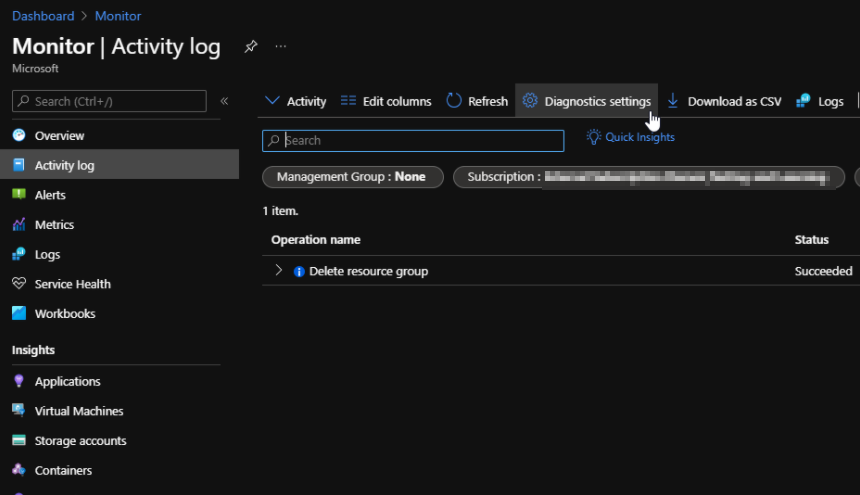 Dashboard > Monitor
Monitor | Activity log ...
Microsoft
Search (Ctrl+/) «
Overview
Activity log
Alerts
Metrics
Logs
Service Health
Workbooks
Insights
Applications
Virtual Machines
Storage accounts
Containers
Activity Edit columns Refresh Diagnostics settings Download as CSV Logs
Search Quick Insights
Management Group : None Subscription :
1 item.
Operation name Status
> Delete resource group Succeeded